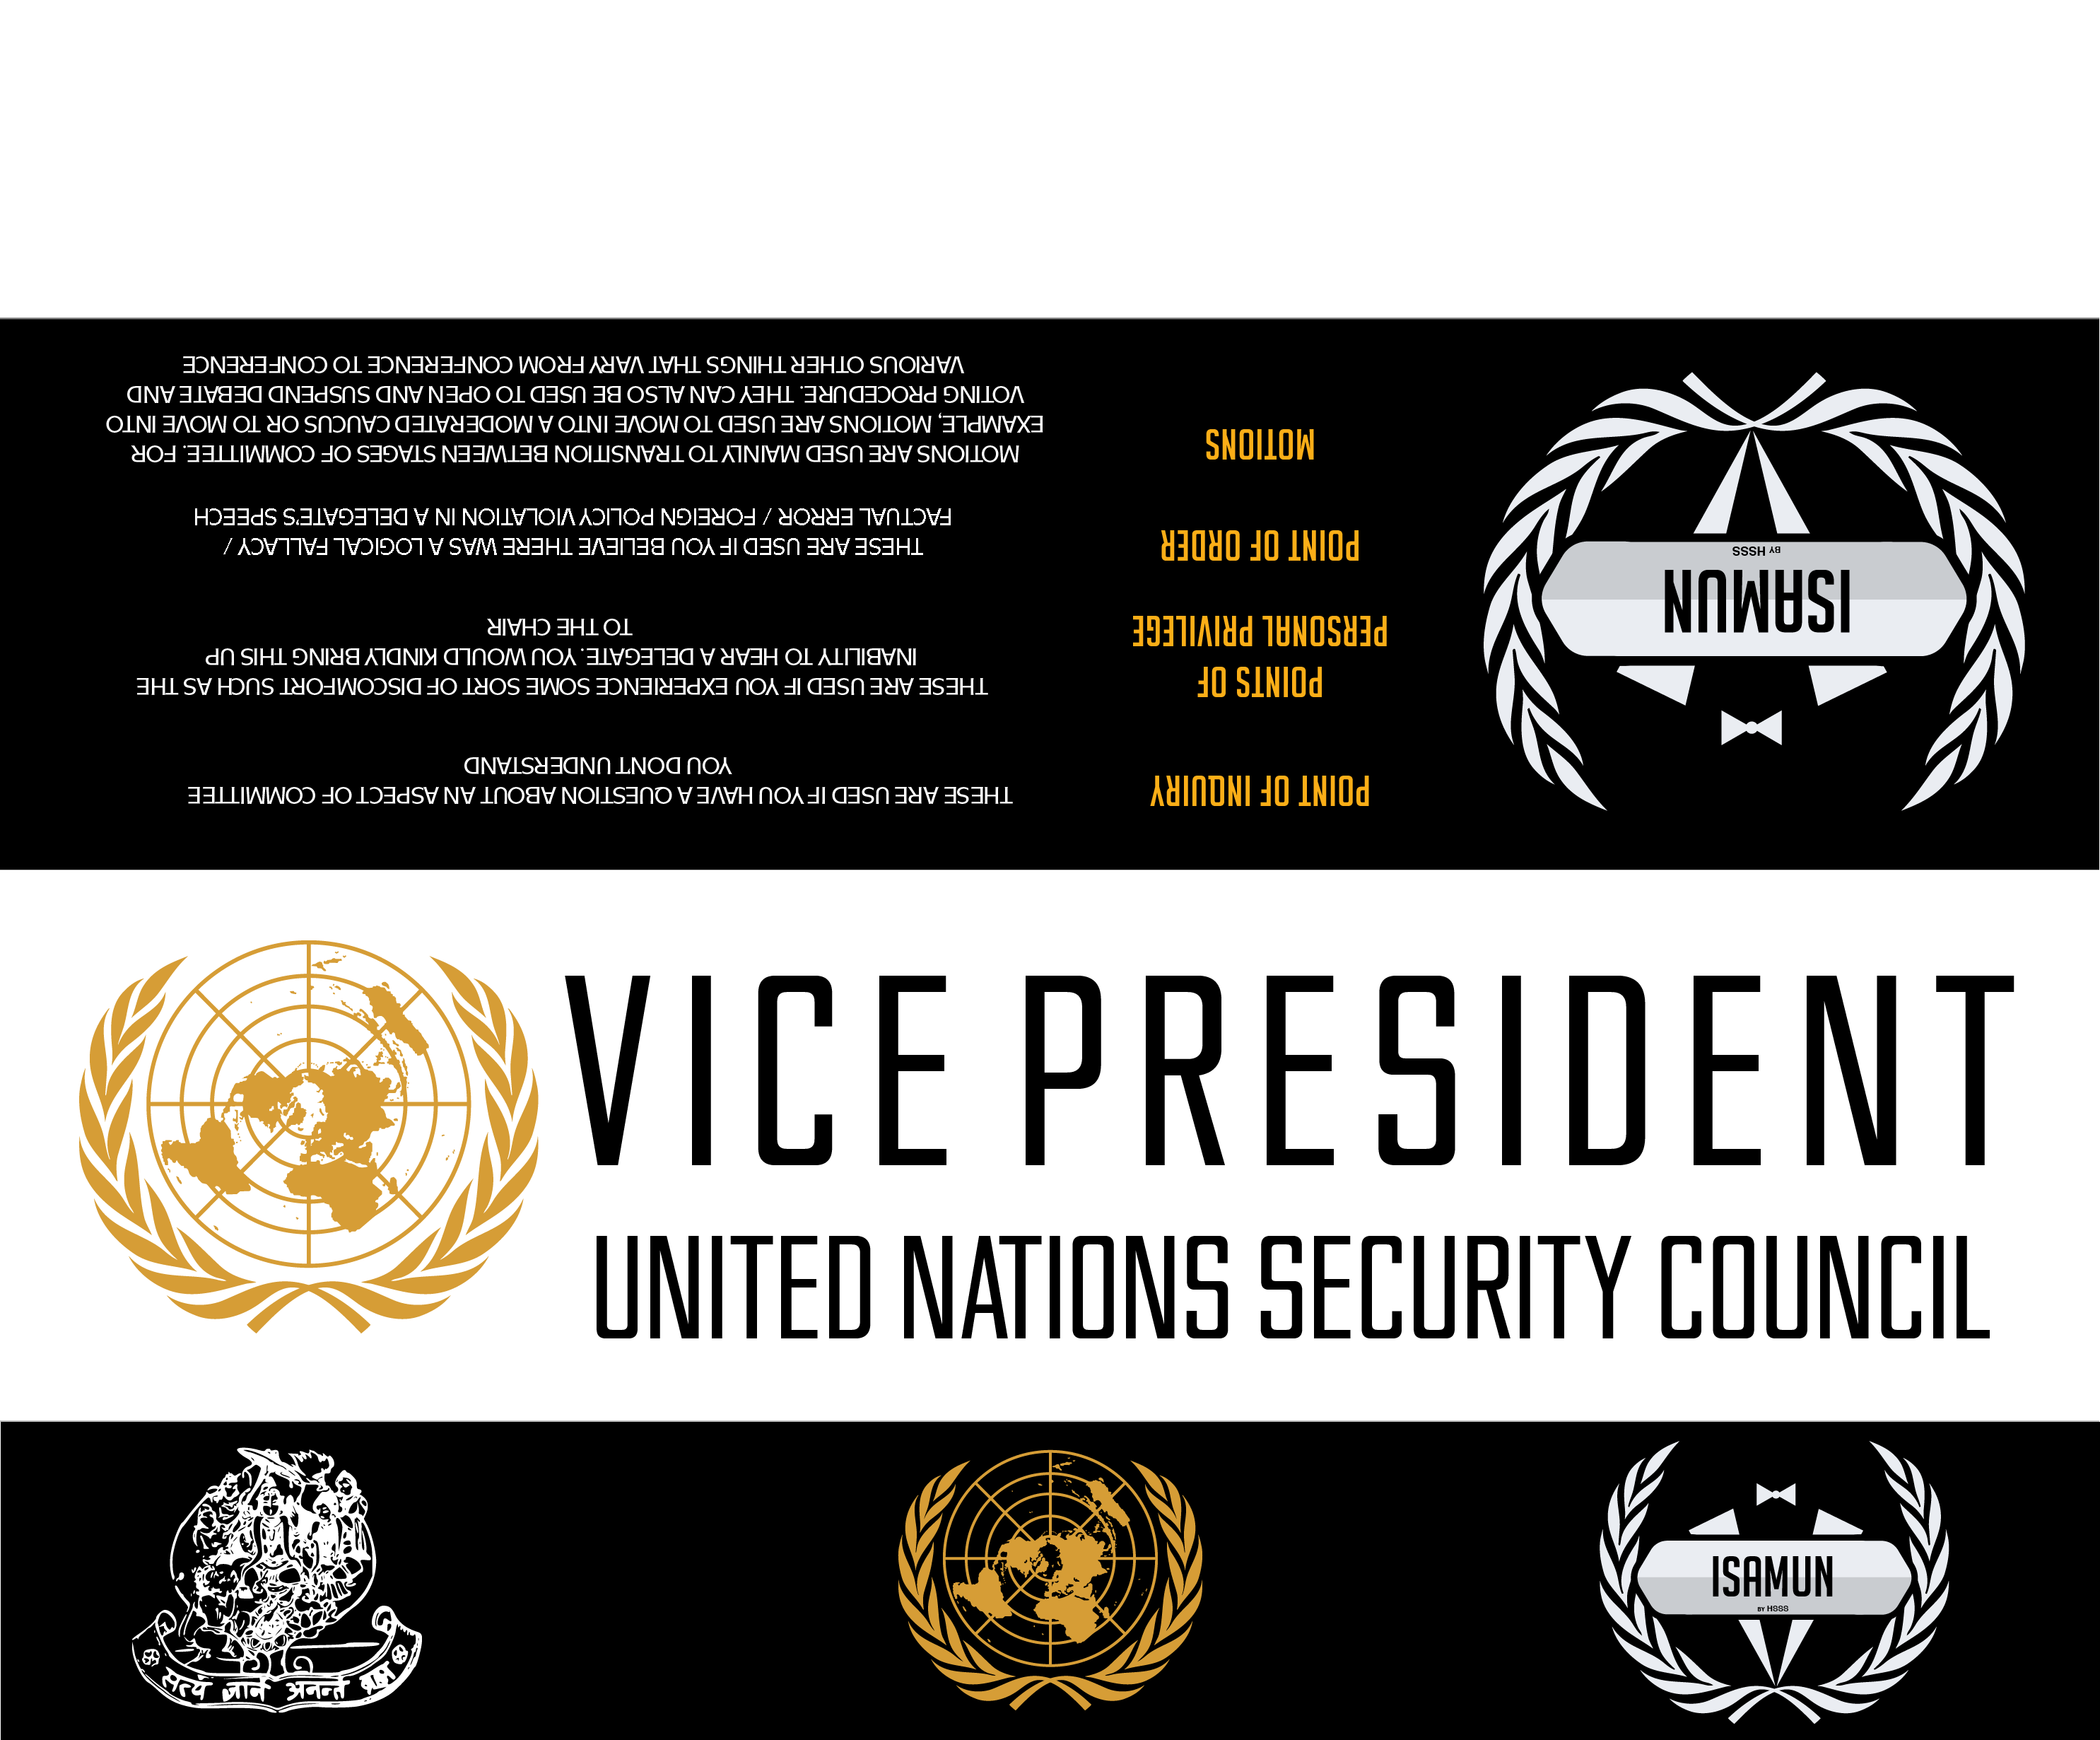 ISAMUN
BY HSSS
POINT OF INQUIRY
THESE ARE USED IF YOU HAVE A QUESTION ABOUT AN ASPECT OF COMMITTEE
YOU DON'T UNDERSTAND
POINTS OF
PERSONAL PRIVILEGE
THESE ARE USED IF YOU EXPERIENCE SOME SORT OF DISCOMFORT SUCH AS THE
INABILITY TO HEAR A DELEGATE. YOU WOULD KINDLY BRING THIS UP
TO THE CHAIR
POINT OF ORDER
THESE ARE USED IF YOU BELIEVE THERE WAS A LOGICAL FALLACY /
FACTUAL ERROR / FOREIGN POLICY VIOLATION IN A DELEGATE'S SPEECH
MOTIONS
MOTIONS ARE USED MAINLY TO TRANSITION BETWEEN STAGES OF COMMITTEE. FOR
EXAMPLE, MOTIONS ARE USED TO MOVE INTO A MODERATED CAUCUS OR TO MOVE INTO
VOTING PROCEDURE. THEY CAN ALSO BE USED TO OPEN AND SUSPEND DEBATE AND
VARIOUS OTHER THINGS THAT VARY FROM CONFERENCE TO CONFERENCE
VICE PRESIDENT
UNITED NATIONS SECURITY COUNCIL
सत्यं ज्ञानं अनन्तं ब्रह्म
ISAMUN
BY HSSS